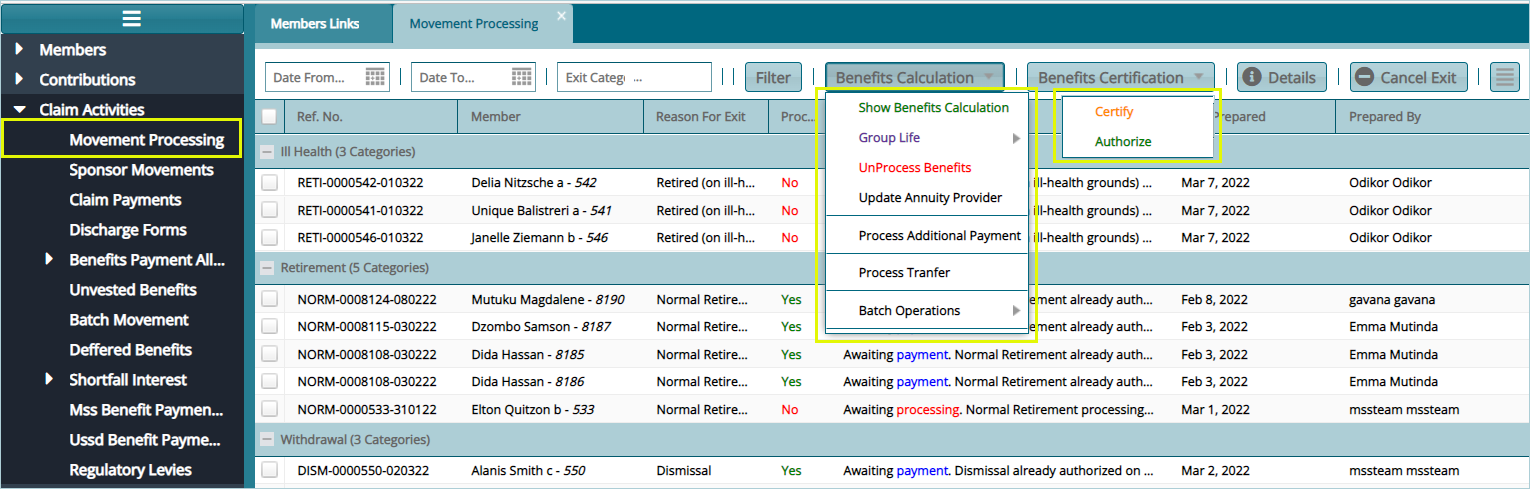 Members Links
Movement Processing
Members
Contributions
Claim Activities
Movement Processing
Sponsor Movements
Claim Payments
Discharge Forms
Benefits Payment All...
Unvested Benefits
Batch Movement
Deffered Benefits
Shortfall Interest
Mss Benefit Paymen...
Ussd Benefit Payme...
Regulatory Levies
Date From... Date To... Exit Categ ... Filter Benefits Calculation Benefits Certification Details Cancel Exit
Show Benefits Calculation
Group Life
UnProcess Benefits
Update Annuity Provider
Process Additional Payment
Process Tranfer
Batch Operations
Certify
Authorize
Ref. No. Member Reason For Exit Proc... Prepared Prepared By
Ill Health (3 Categories)
RETI-0000542-010322 Delia Nitzsche a - 542 Retired (on ill-h... No ill-health grounds) ... Mar 7, 2022 Odikor Odikor
RETI-0000541-010322 Unique Balistreri a - 541 Retired (on ill-h... No ill-health grounds) ... Mar 7, 2022 Odikor Odikor
RETI-0000546-010322 Janelle Ziemann b - 546 Retired (on ill-h... No ill-health grounds) ... Mar 7, 2022 Odikor Odikor
Retirement (5 Categories)
NORM-0008124-080222 Mutuku Magdalene - 8190 Normal Retire... Yes irement already auth... Feb 8, 2022 gavana gavana
NORM-0008115-030222 Dzombo Samson - 8187 Normal Retire... Yes irement already auth... Feb 3, 2022 Emma Mutinda
NORM-0008108-030222 Dida Hassan - 8185 Normal Retire... Yes Awaiting payment. Normal Retirement already auth... Feb 3, 2022 Emma Mutinda
NORM-0008108-030222 Dida Hassan - 8186 Normal Retire... Yes Awaiting payment. Normal Retirement already auth... Feb 3, 2022 Emma Mutinda
NORM-0000533-310122 Elton Quitzon b - 533 Normal Retire... No Awaiting processing. Normal Retirement processing... Mar 1, 2022 mssteam mssteam
Withdrawal (3 Categories)
DISM-0000550-020322 Alanis Smith c - 550 Dismissal Yes Awaiting payment. Dismissal already authorized on ... Mar 2, 2022 mssteam mssteam